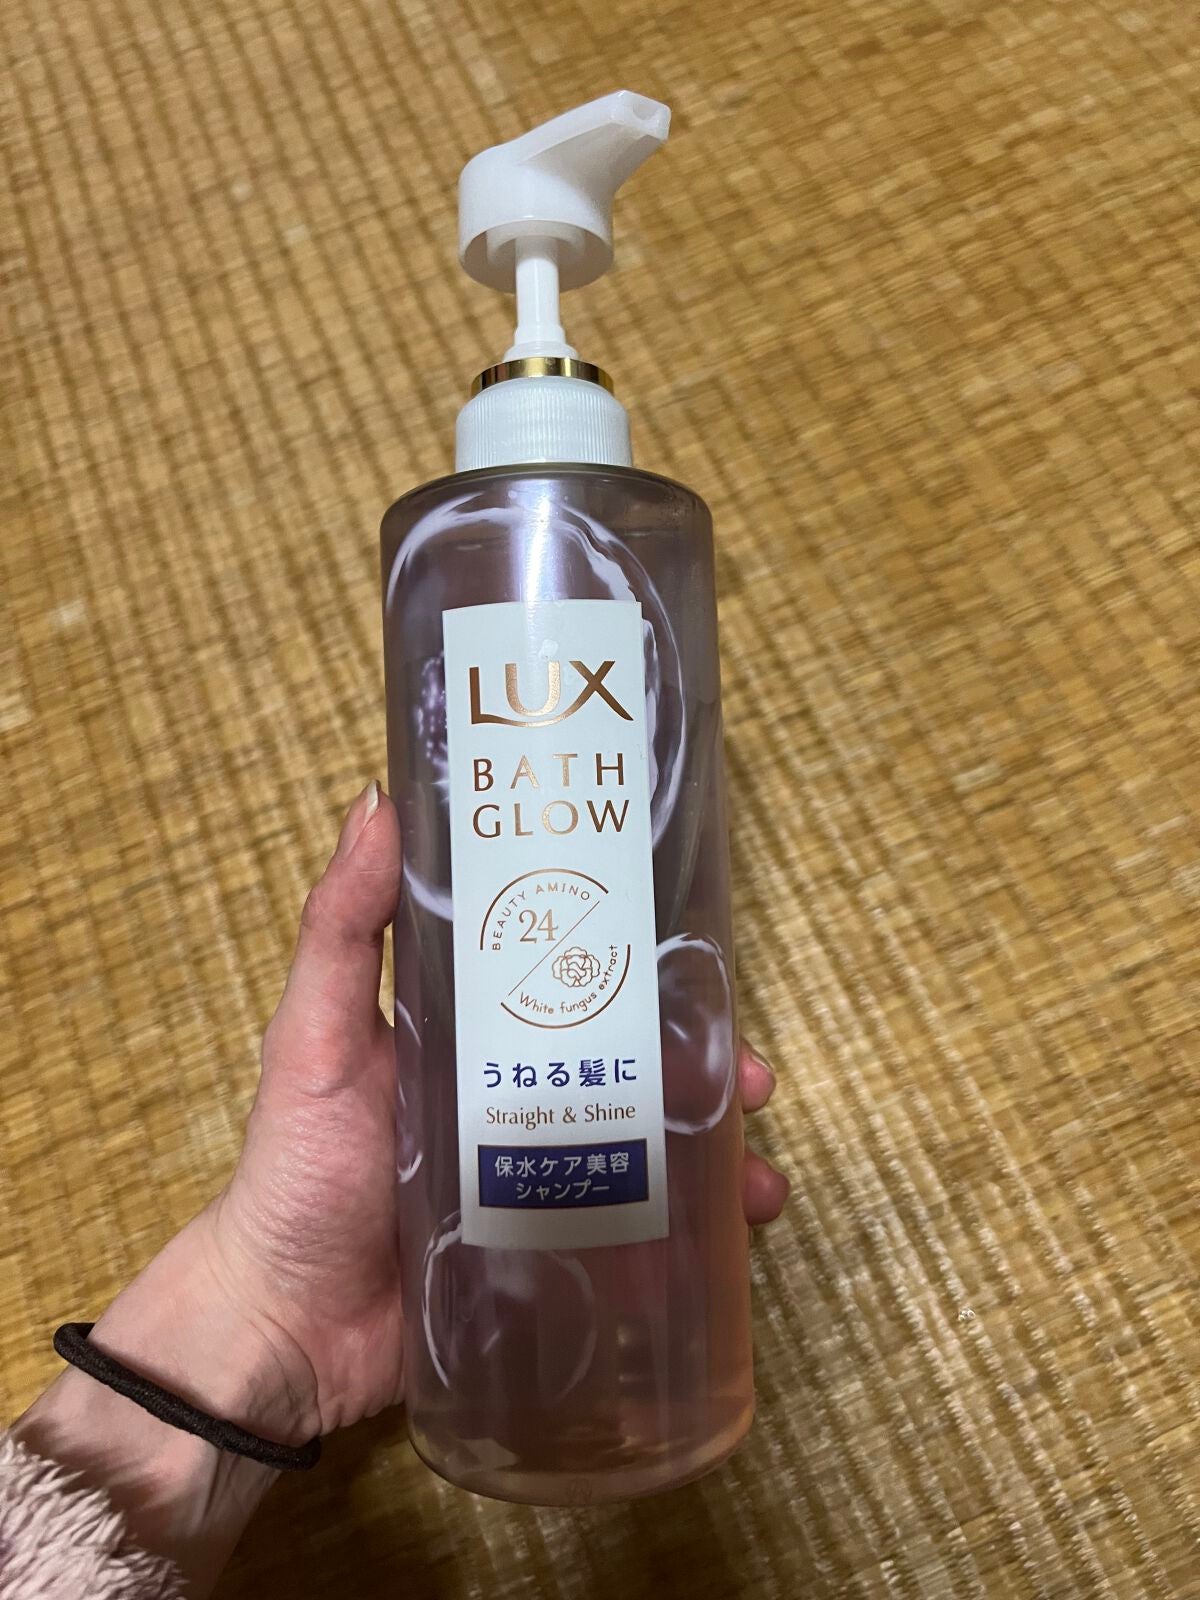 LUX
BATH
GLOW
BEAUTY AMINO
24
White fungus extract
うねる髪に
Straight & Shine
保水ケア美容
シャンプー